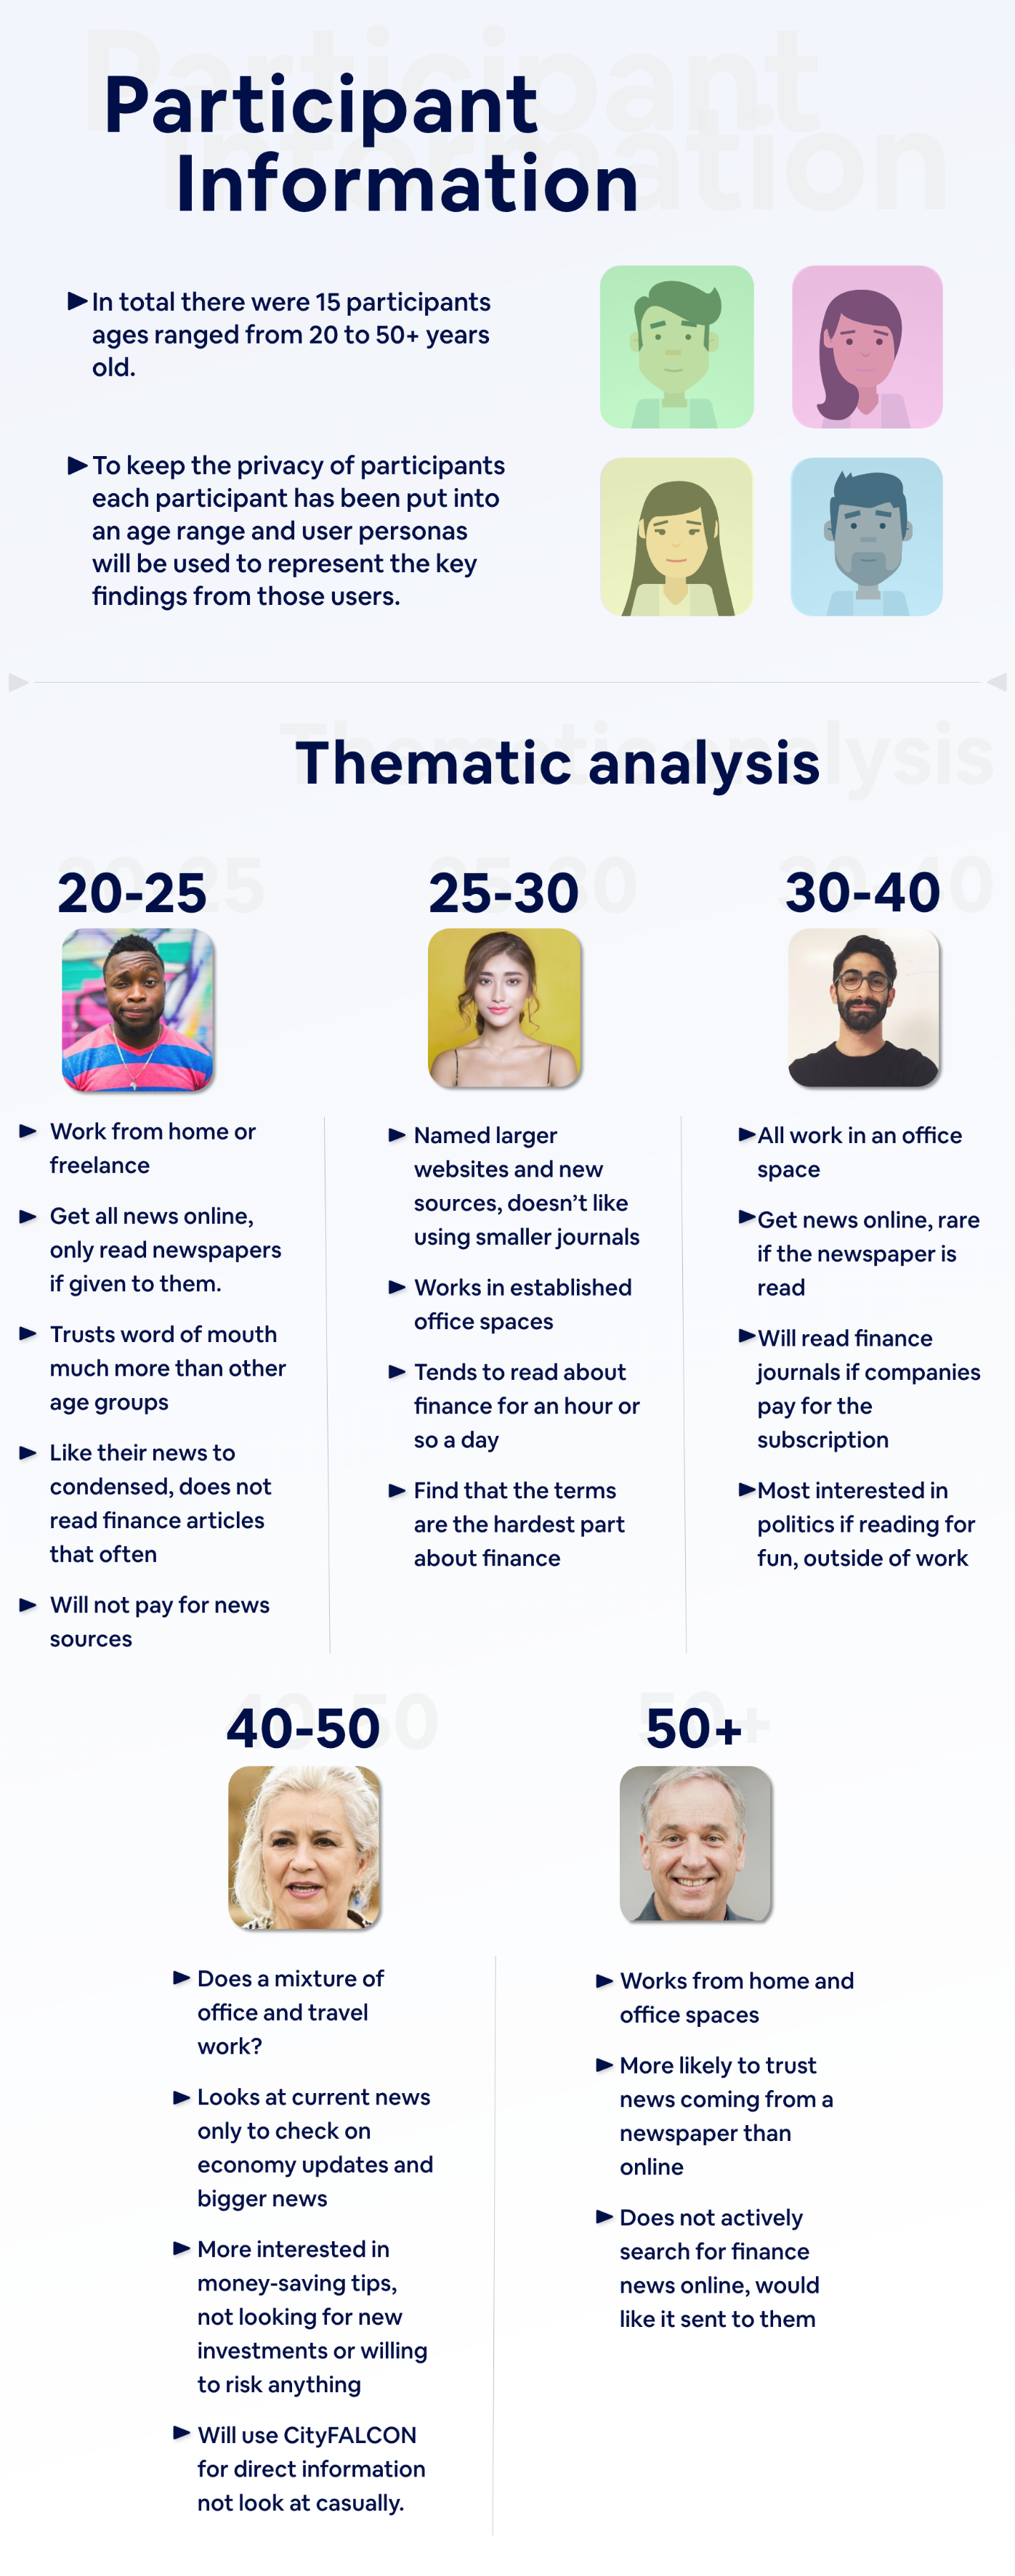 Participant
Information
In total there were 15 participants
ages ranged from 20 to 50+ years
old.
To keep the privacy of participants
each participant has been put into
an age range and user personas
will be used to represent the key
findings from those users.
Thematic analysis
20-25
25-30
30-40
Work from home or
freelance
Get all news online,
only read newspapers
if given to them.
Trusts word of mouth
much more than other
age groups
Like their news to
condensed, does not
read finance articles
that often
Will not pay for news
sources
Named larger
websites and new
sources, doesn't like
using smaller journals
Works in established
office spaces
Tends to read about
finance for an hour or
so a day
Find that the terms
are the hardest part
about finance
All work in an office
space
Get news online, rare
if the newspaper is
read
Will read finance
journals if companies
pay for the
subscription
Most interested in
politics if reading for
fun, outside of work
40-50
50+
Does a mixture of
office and travel
work?
Looks at current news
only to check on
economy updates and
bigger news
More interested in
money-saving tips,
not looking for new
investments or willing
to risk anything
Will use CityFALCON
for direct information
not look at casually.
Works from home and
office spaces
More likely to trust
news coming from a
newspaper than
online
Does not actively
search for finance
news online, would
like it sent to them